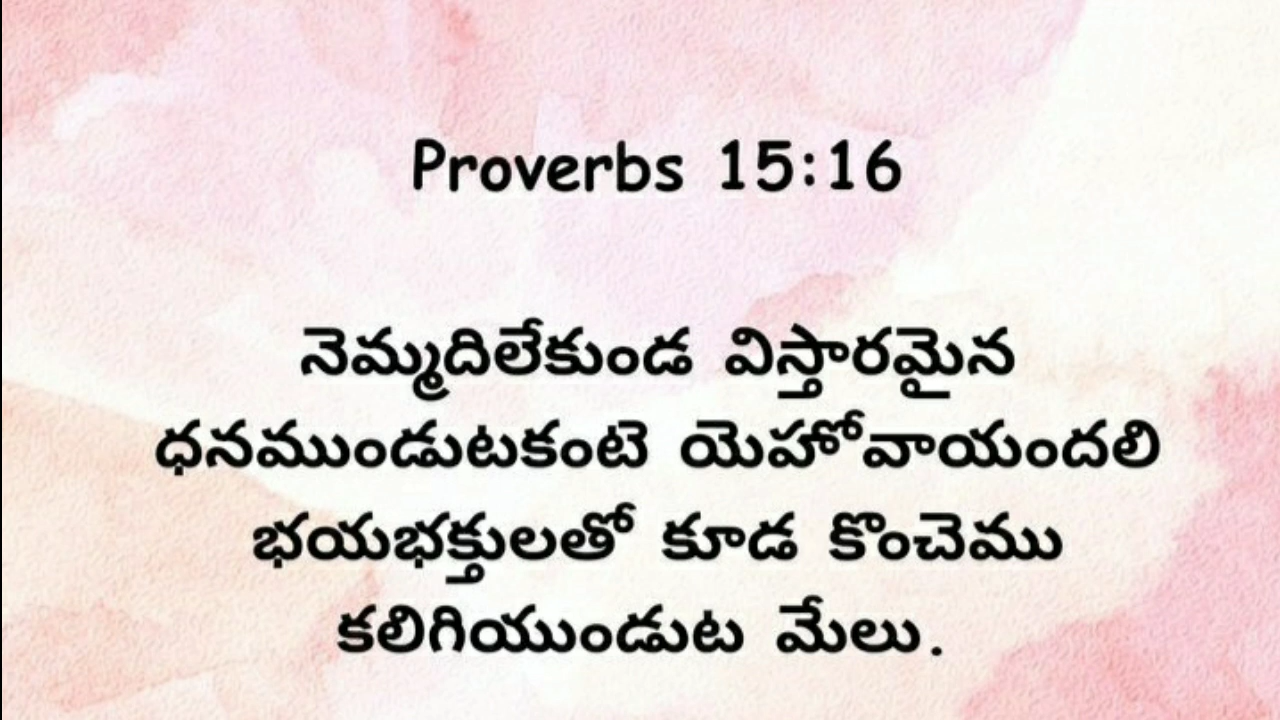 Proverbs 15:16
నెమ్మదిలేకుండ విస్తారమైన
ధనముండుటకంటె యెహోవాయందలి
భయభక్తులతో కూడ కొంచెము
కలిగియుండుట మేలు.